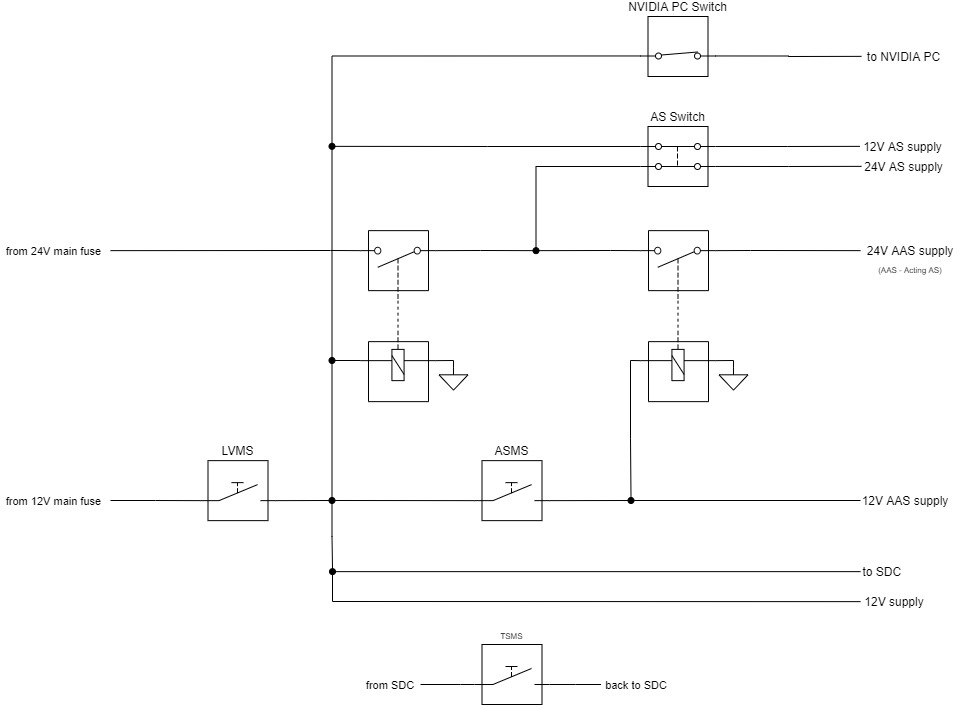 NVIDIA PC Switch
to NVIDIA PC
AS Switch
12V AS supply
24V AS supply
from 24V main fuse
24V AAS supply
(AAS - Acting AS)
LVMS
ASMS
from 12V main fuse
12V AAS supply
to SDC
12V supply
TSMS
from SDC
back to SDC